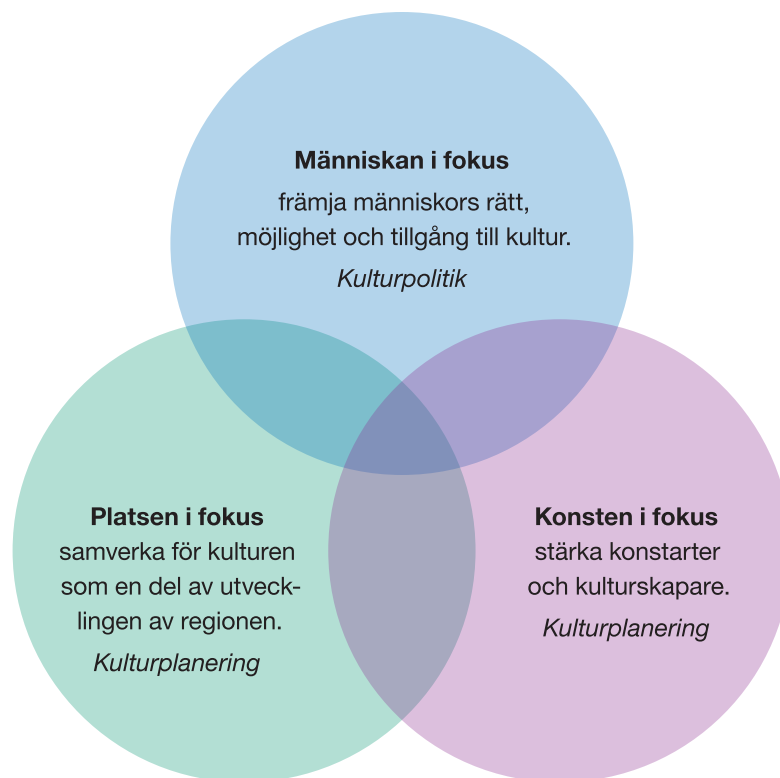 Människan i fokus
främja människors rätt,
möjlighet och tillgång till kultur.
Kulturpolitik
Platsen i fokus
samverka för kulturen
som en del av utveck-
lingen av regionen.
Kulturplanering
Konsten i fokus
stärka konstarter
och kulturskapare.
Kulturplanering